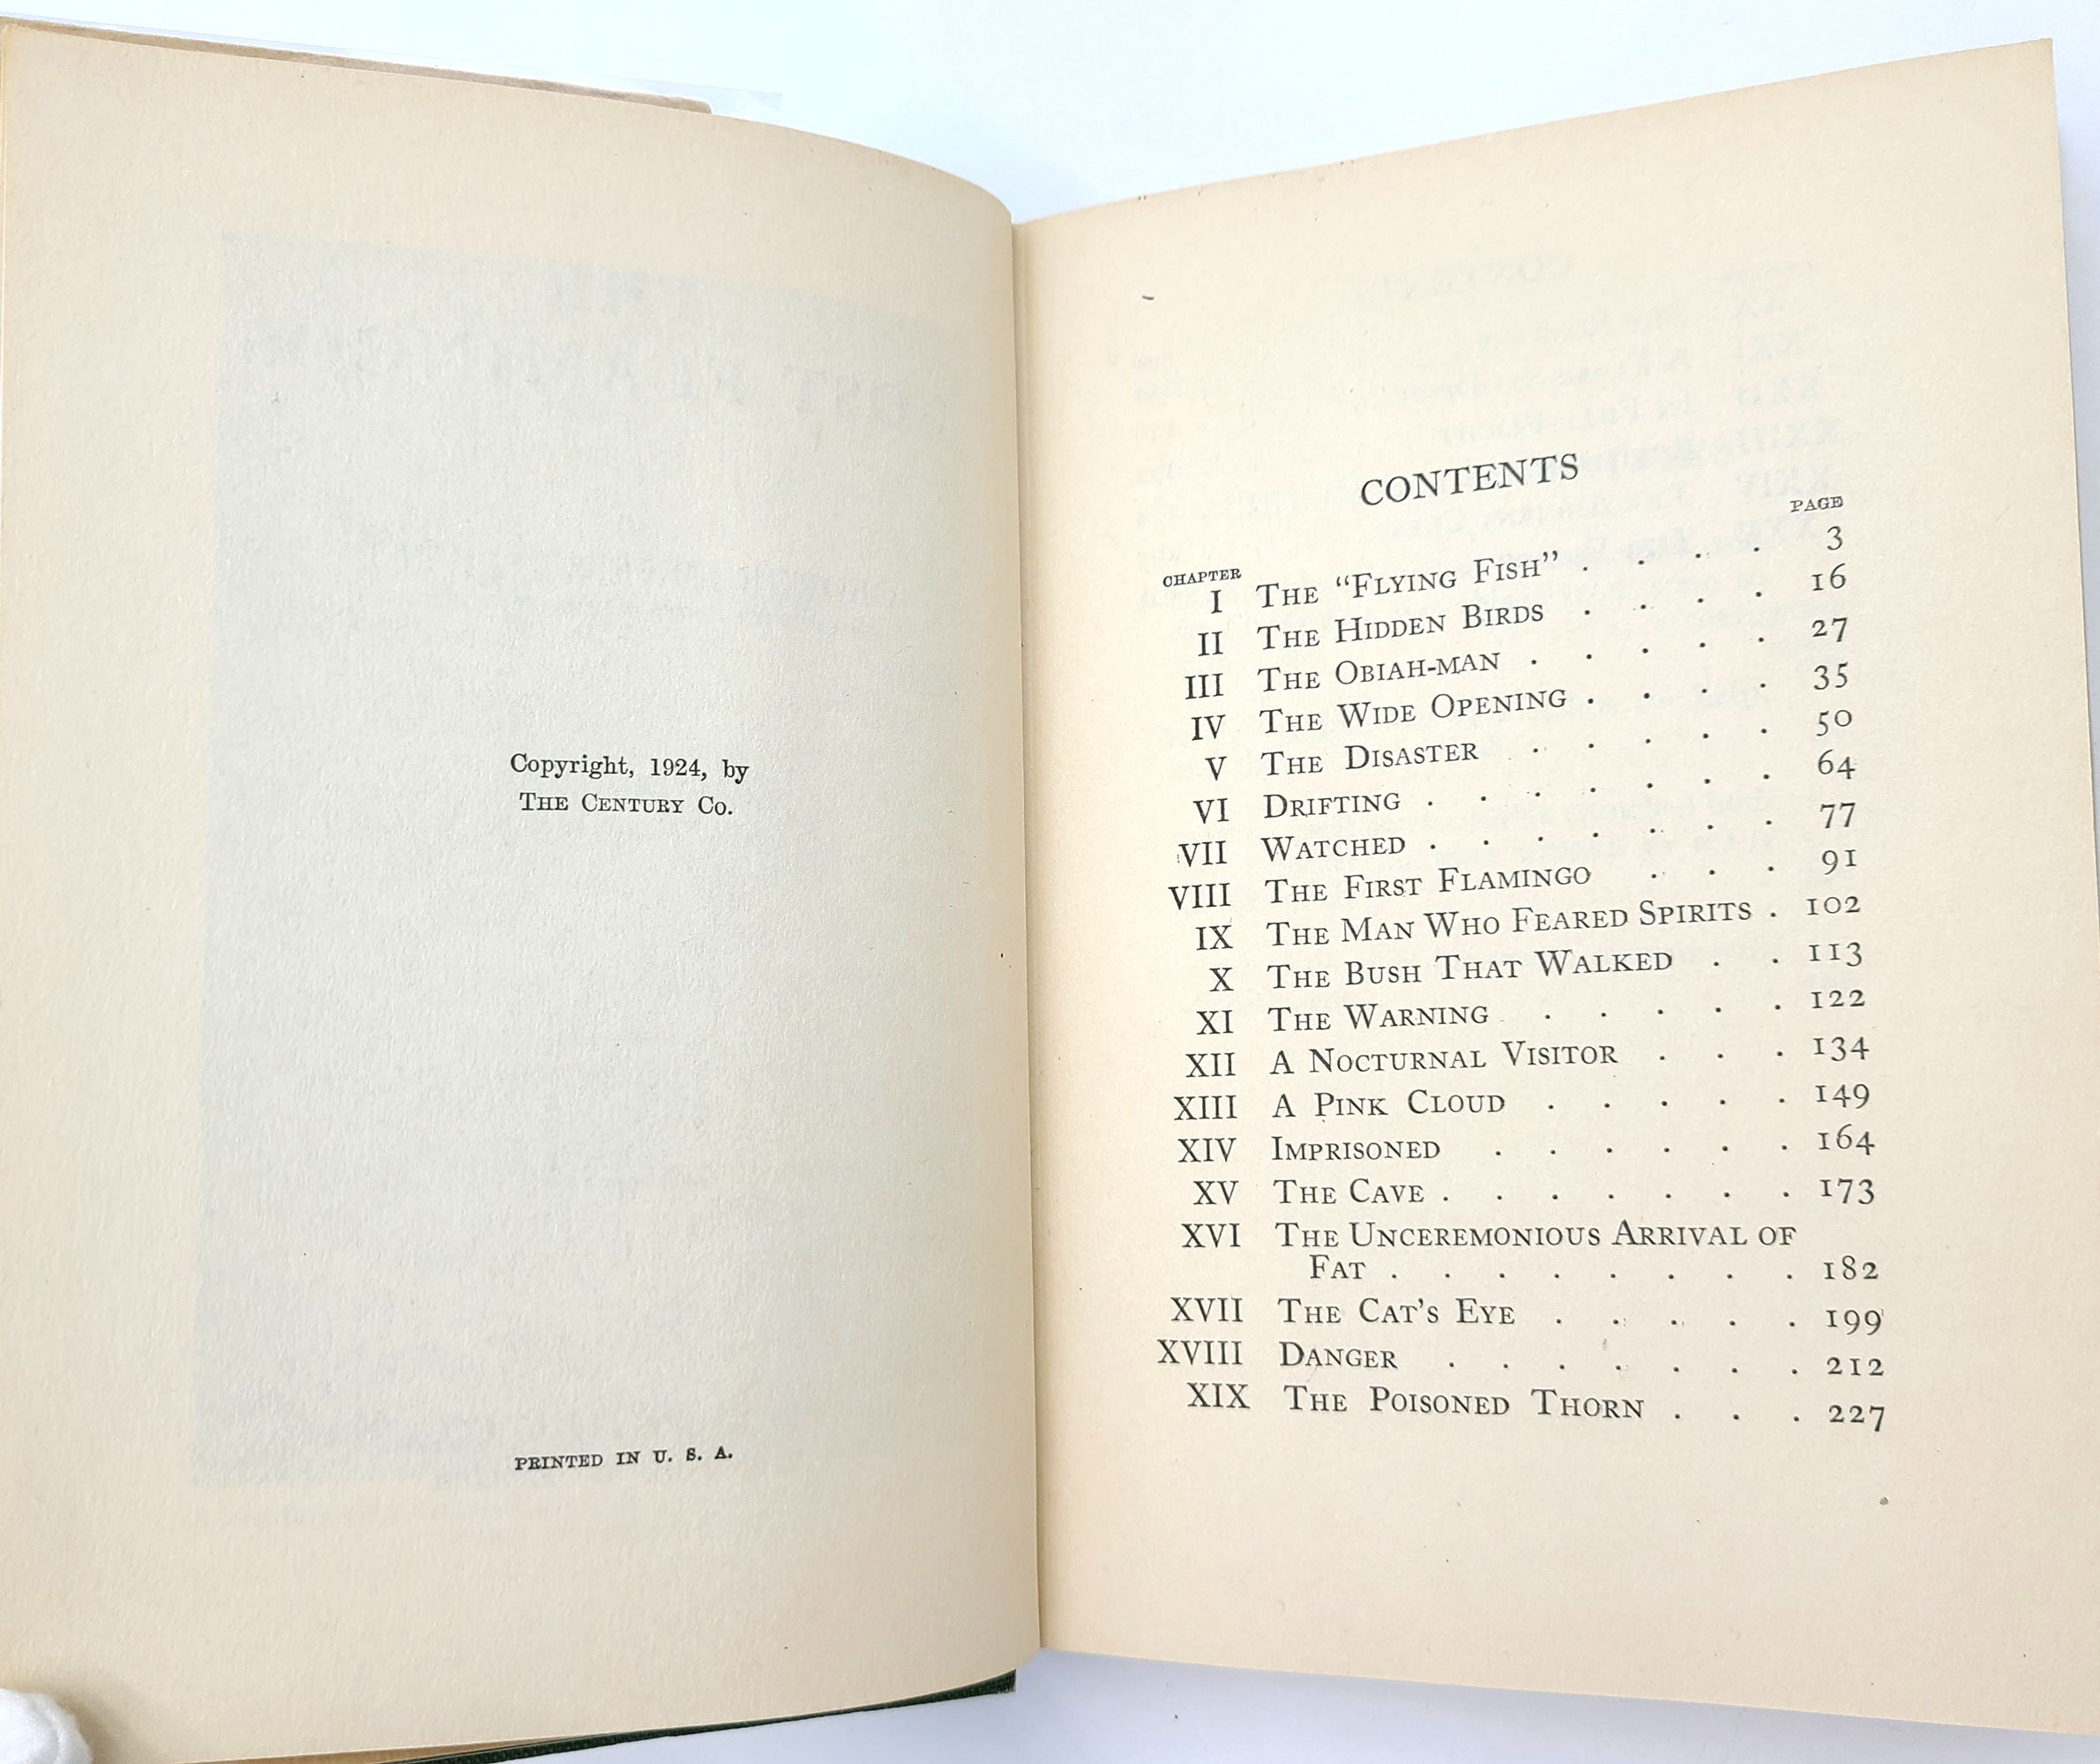 Copyright, 1924, by
THE CENTURY CO.
PRINTED IN U. S. A.
CONTENTS
CHAPTER PAGE
I THE "FLYING FISH" . . . . 3
II THE HIDDEN BIRDS . . . . 16
III THE OBIAH-MAN . . . . . 27
IV THE WIDE OPENING . . . . 35
V THE DISASTER . . . . . 50
VI DRIFTING . . . . . . . 64
VII WATCHED . . . . . . . 77
VIII THE FIRST FLAMINGO . . . 91
IX THE MAN WHO FEARED SPIRITS . 102
X THE BUSH THAT WALKED . . 113
XI THE WARNING . . . . . 122
XII A NOCTURNAL VISITOR . . . 134
XIII A PINK CLOUD . . . . . 149
XIV IMPRISONED . . . . . . 164
XV THE CAVE . . . . . . . 173
XVI THE UNCEREMONIOUS ARRIVAL OF
FAT . . . . . . . . 182
XVII THE CAT'S EYE . . . . . 199
XVIII DANGER . . . . . . . 212
XIX THE POISONED THORN . . . 227